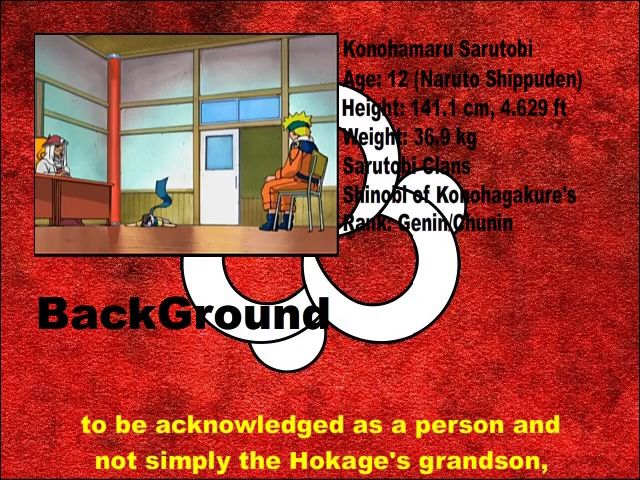 Konohamaru Sarutobi
Age: 12 (Naruto Shippuden)
Height: 141.1 cm, 4.629 ft
Weight: 36.9 kg
Sarutobi Clans
Shinobi of Konohagakure's
Rank: Genin/Chunin
BackGround
to be acknowledged as a person and
not simply the Hokage's grandson,